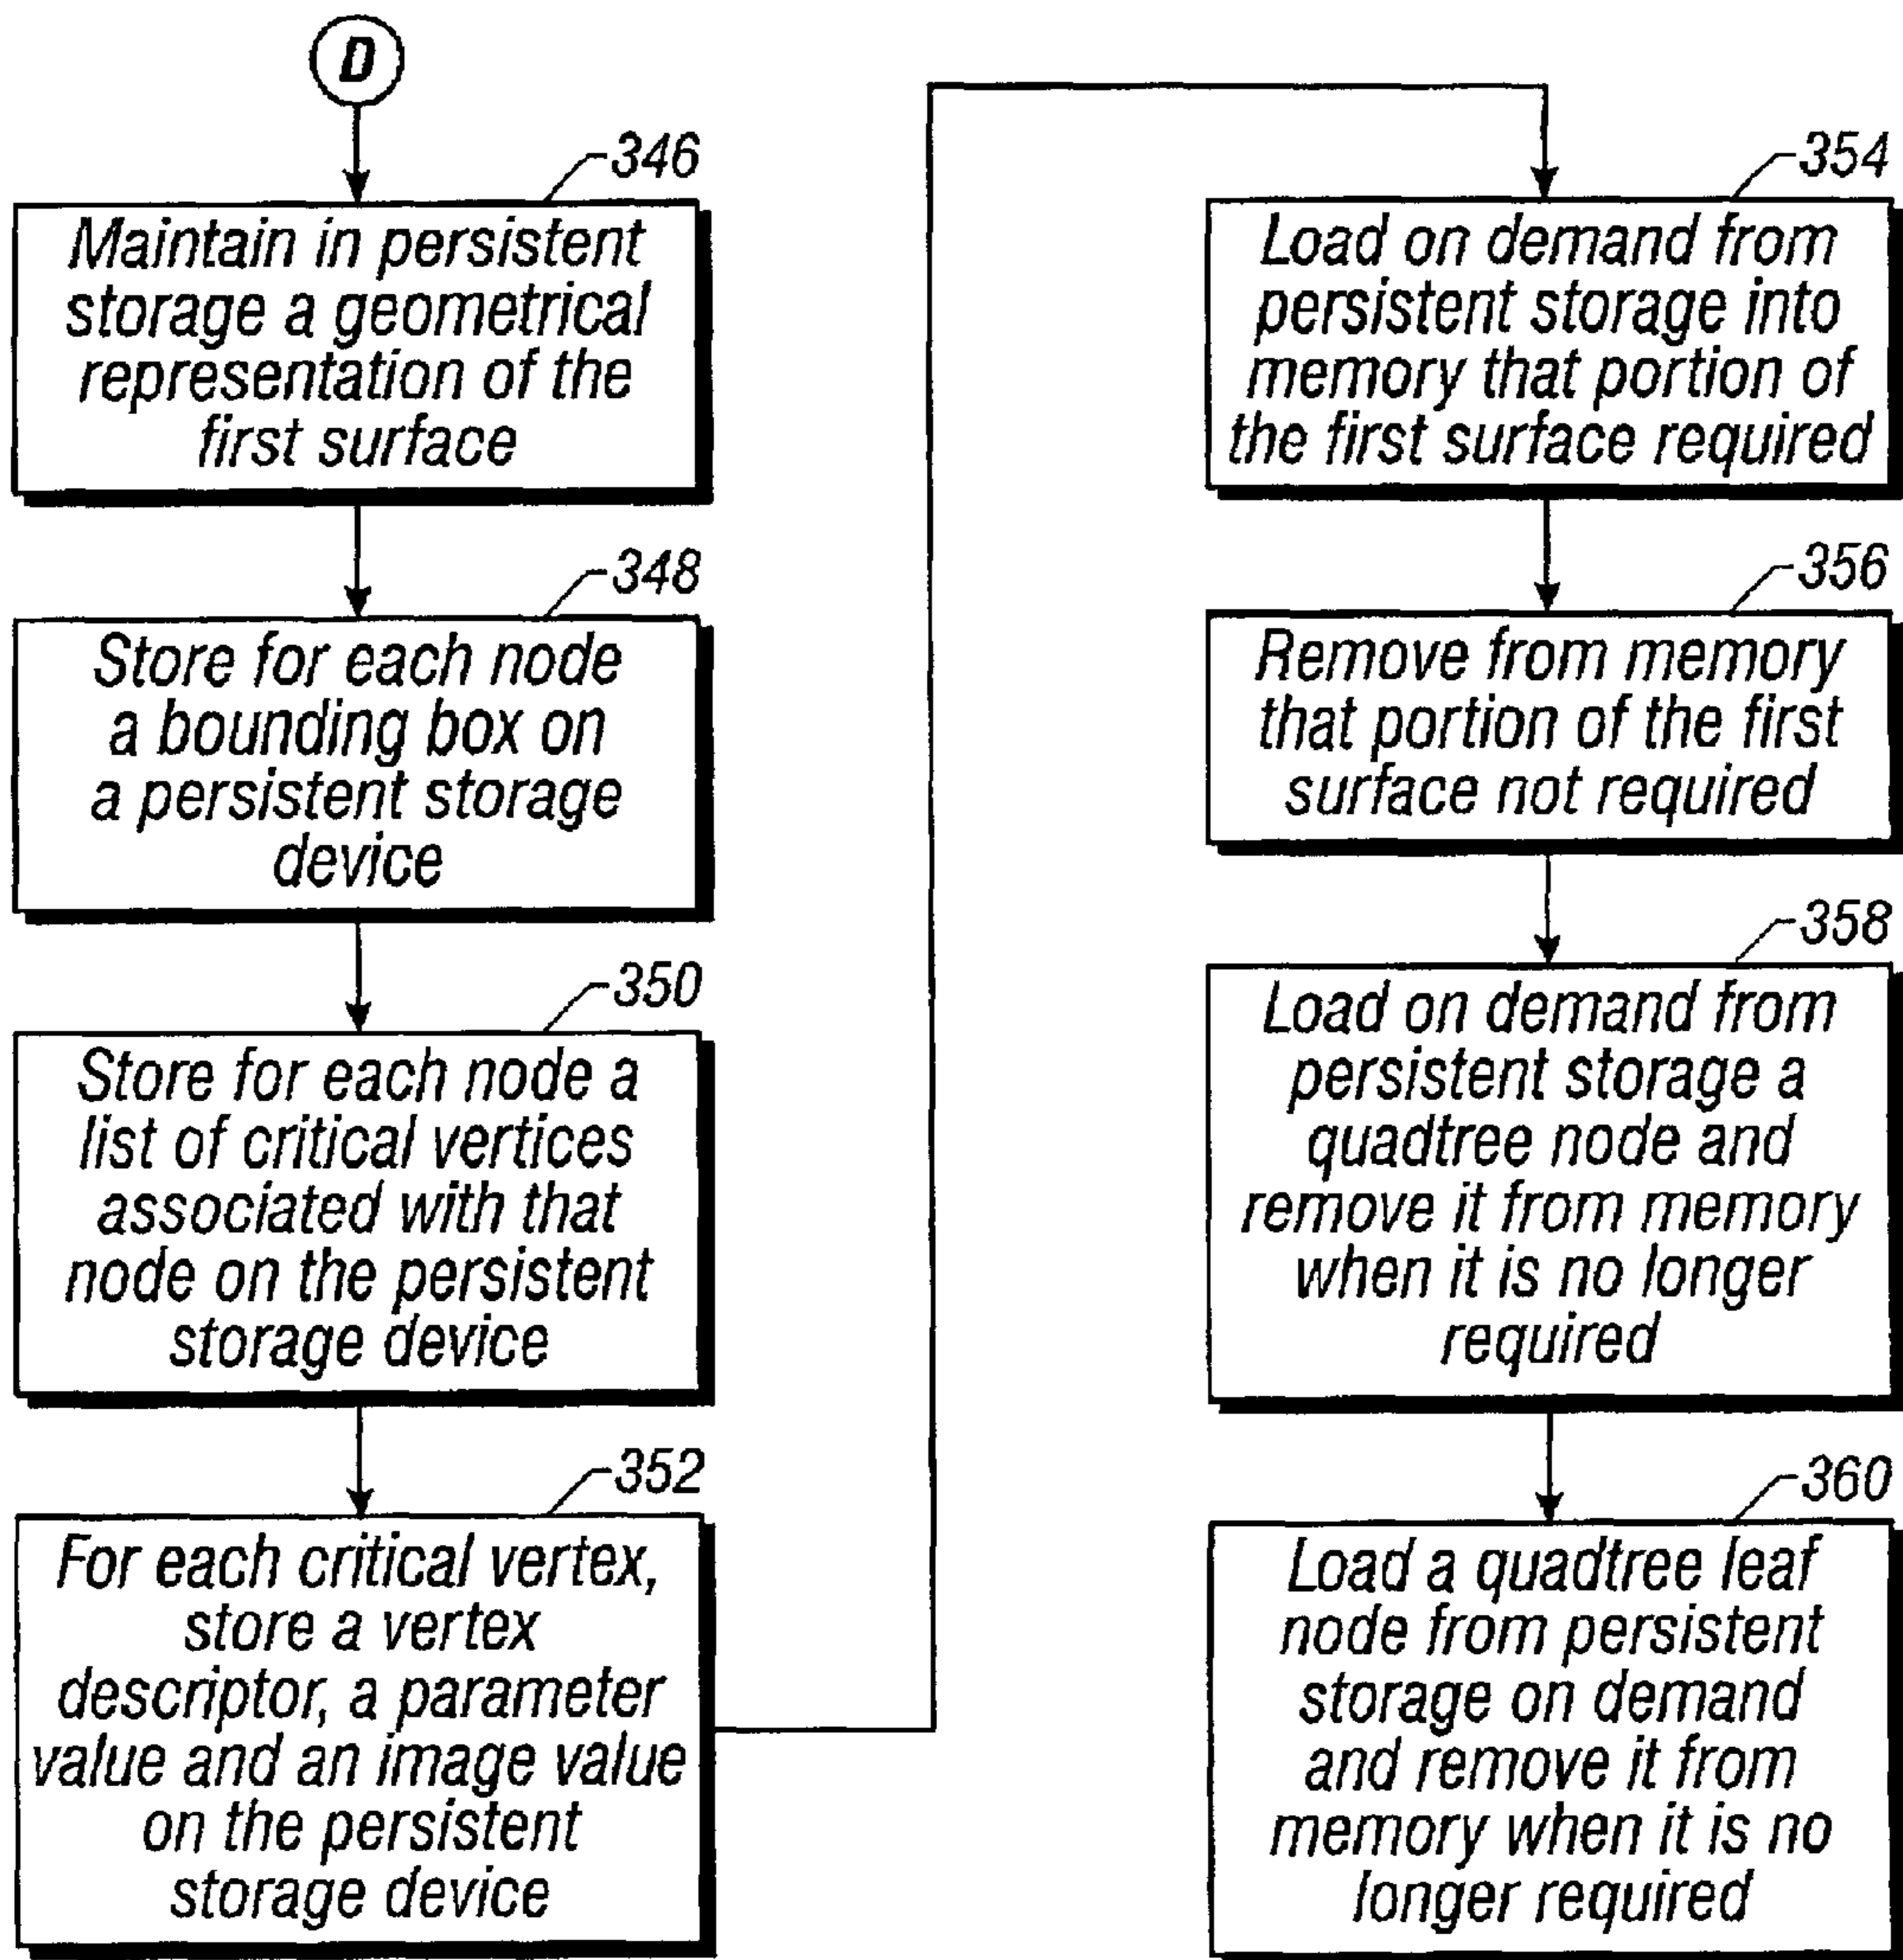 D
346
Maintain in persistent
storage a geometrical
representation of the
first surface
348
Store for each node
a bounding box on
a persistent storage
device
350
Store for each node a
list of critical vertices
associated with that
node on the persistent
storage device
352
For each critical vertex,
store a vertex
descriptor, a parameter
value and an image value
on the persistent
storage device
354
Load on demand from
persistent storage into
memory that portion of
the first surface required
356
Remove from memory
that portion of the first
surface not required
358
Load on demand from
persistent storage a
quadtree node and
remove it from memory
when it is no longer
required
360
Load a quadtree leaf
node from persistent
storage on demand
and remove it from
memory when it is no
longer required